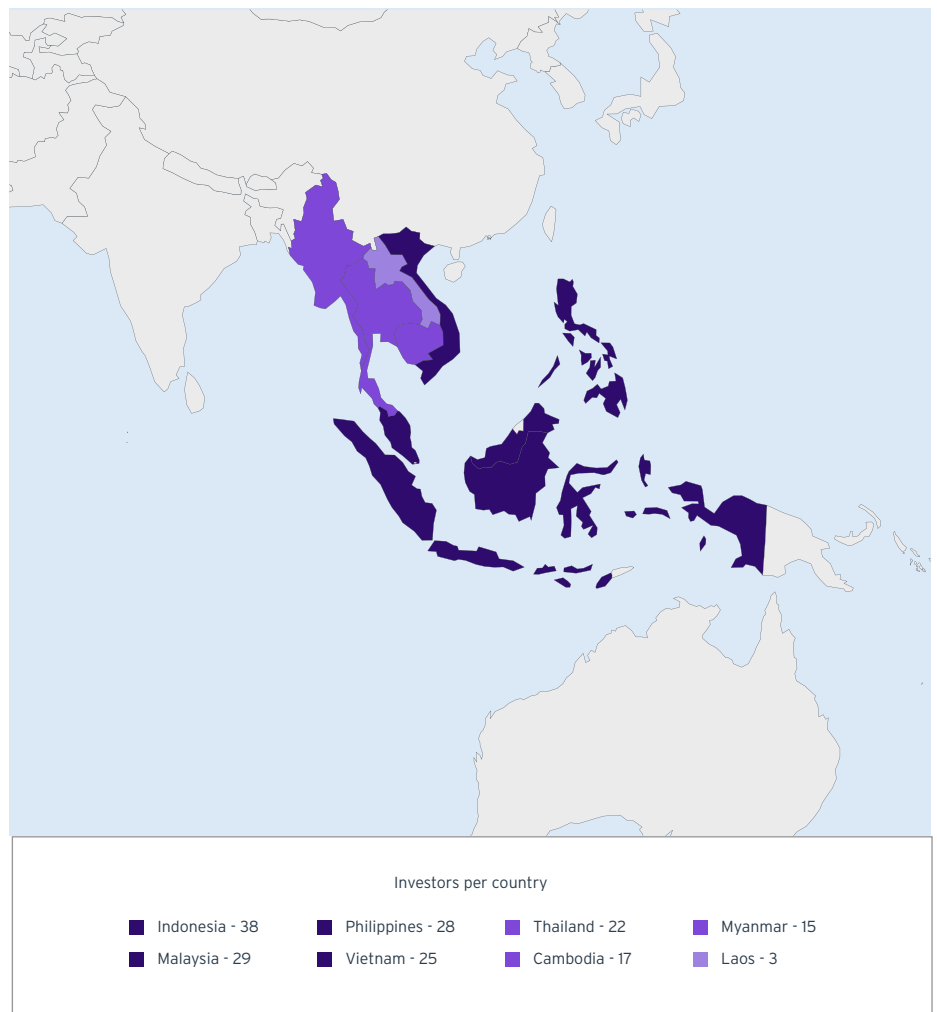 Investors per country
Indonesia - 38
Philippines - 28
Thailand - 22
Myanmar - 15
Malaysia - 29
Vietnam - 25
Cambodia - 17
Laos - 3